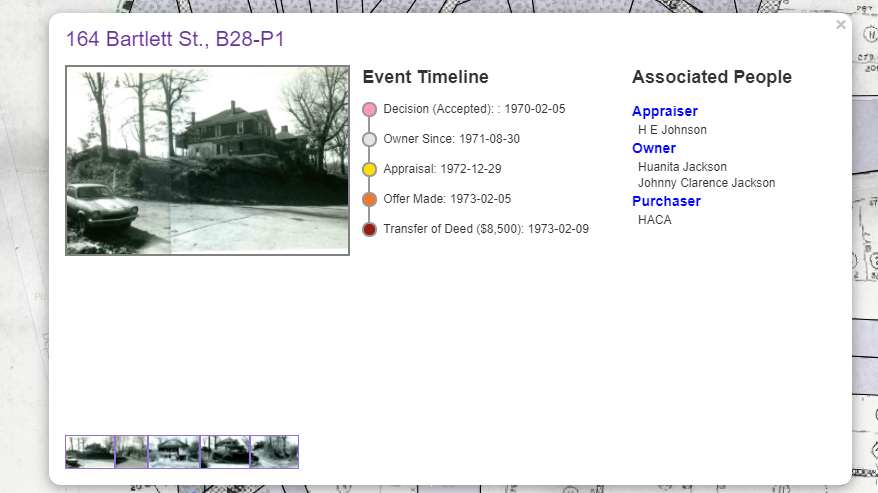 164 Bartlett St., B28-P1
×
Event Timeline
Decision (Accepted): : 1970-02-05
Owner Since: 1971-08-30
Appraisal: 1972-12-29
Offer Made: 1973-02-05
Transfer of Deed ($8,500): 1973-02-09
Associated People
Appraiser
H E Johnson
Owner
Huanita Jackson
Johnny Clarence Jackson
Purchaser
HACA